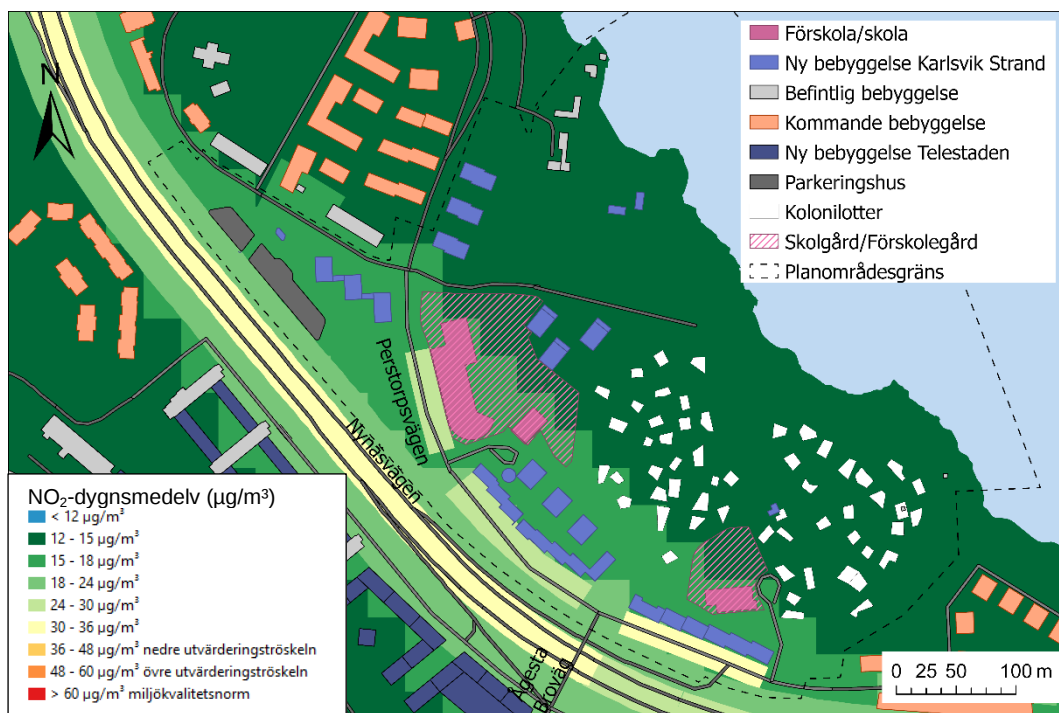 N
Förskola/skola
Ny bebyggelse Karlsvik Strand
Befintlig bebyggelse
Kommande bebyggelse
Ny bebyggelse Telestaden
Parkeringshus
Kolonilotter
Skolgård/Förskolegård
Planområdesgräns
Perstorpsvägen
Nynäsvägen
Ågesta
Broväg
NO₂-dygnsmedelv (µg/m³)
< 12 µg/m³
12 - 15 µg/m³
15 - 18 µg/m³
18 - 24 µg/m³
24 - 30 µg/m³
30 - 36 µg/m³
36 - 48 µg/m³ nedre utvärderingströskeln
48 - 60 µg/m³ övre utvärderingströskeln
> 60 µg/m³ miljökvalitetsnorm
0 25 50 100 m